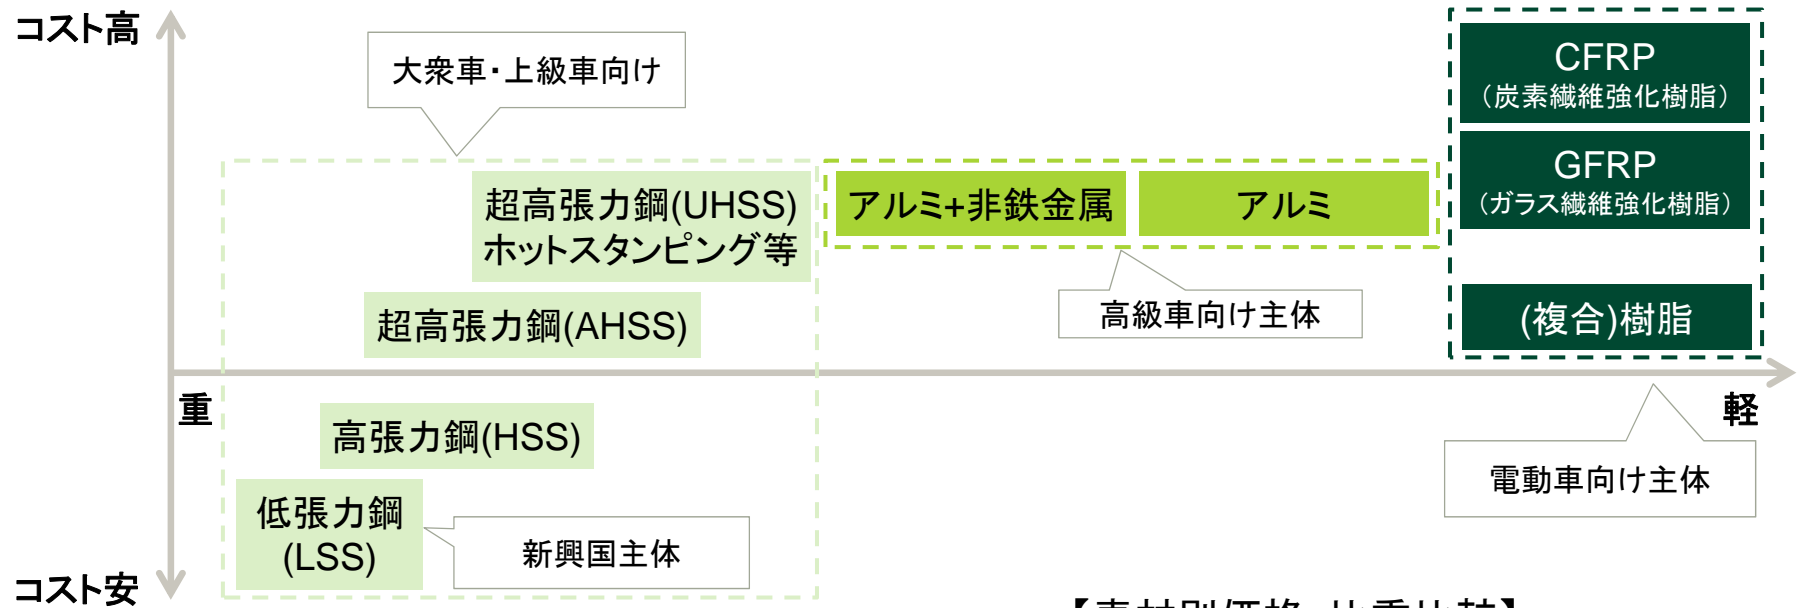 コスト高
大衆車・上級車向け
CFRP
（炭素繊維強化樹脂）
GFRP
（ガラス繊維強化樹脂）
超高張力鋼(UHSS)
ホットスタンピング等
アルミ+非鉄金属
アルミ
高級車向け主体
(複合)樹脂
超高張力鋼(AHSS)
重
軽
高張力鋼(HSS)
電動車向け主体
低張力鋼
(LSS)
新興国主体
コスト安